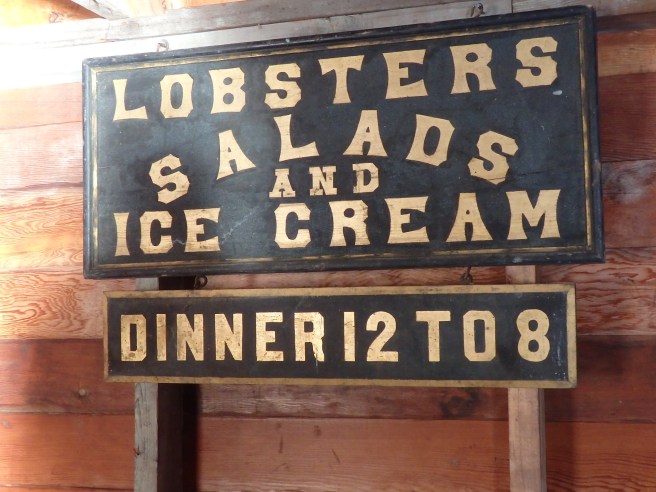 LOBSTERS
SALADS
AND
ICE CREAM
DINNER 12 TO 8